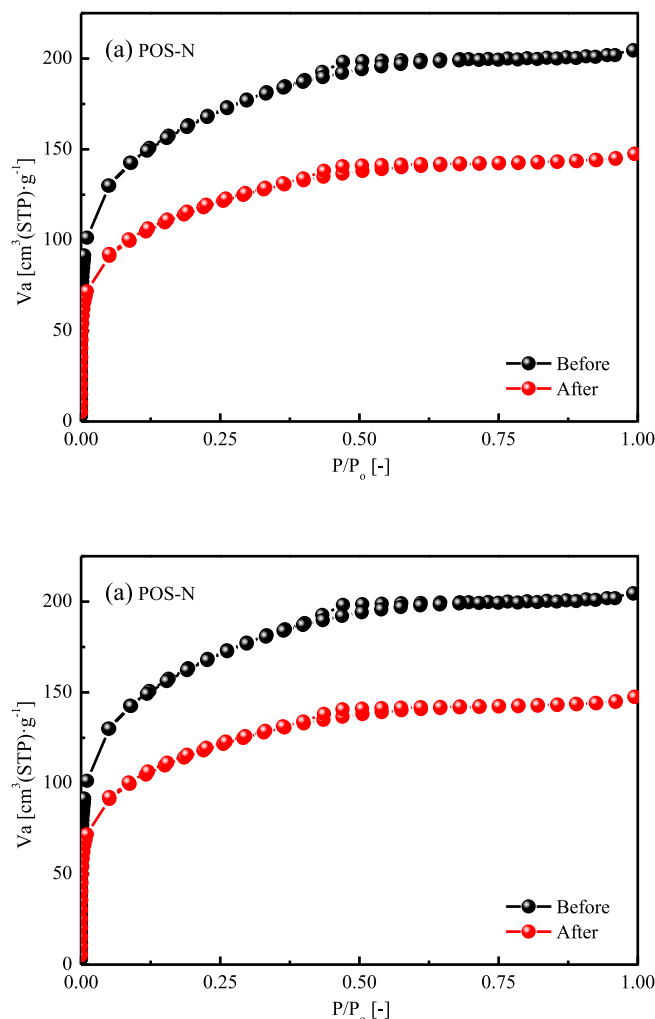 (a) POS-N
200
150
100
50
0
Va [cm³(STP)·g⁻¹]
Before
After
0.00 0.25 0.50 0.75 1.00
P/Pₒ [-]
(a) POS-N
200
150
100
50
0
Va [cm³(STP)·g⁻¹]
Before
After
0.00 0.25 0.50 0.75 1.00
P/Pₒ [-]